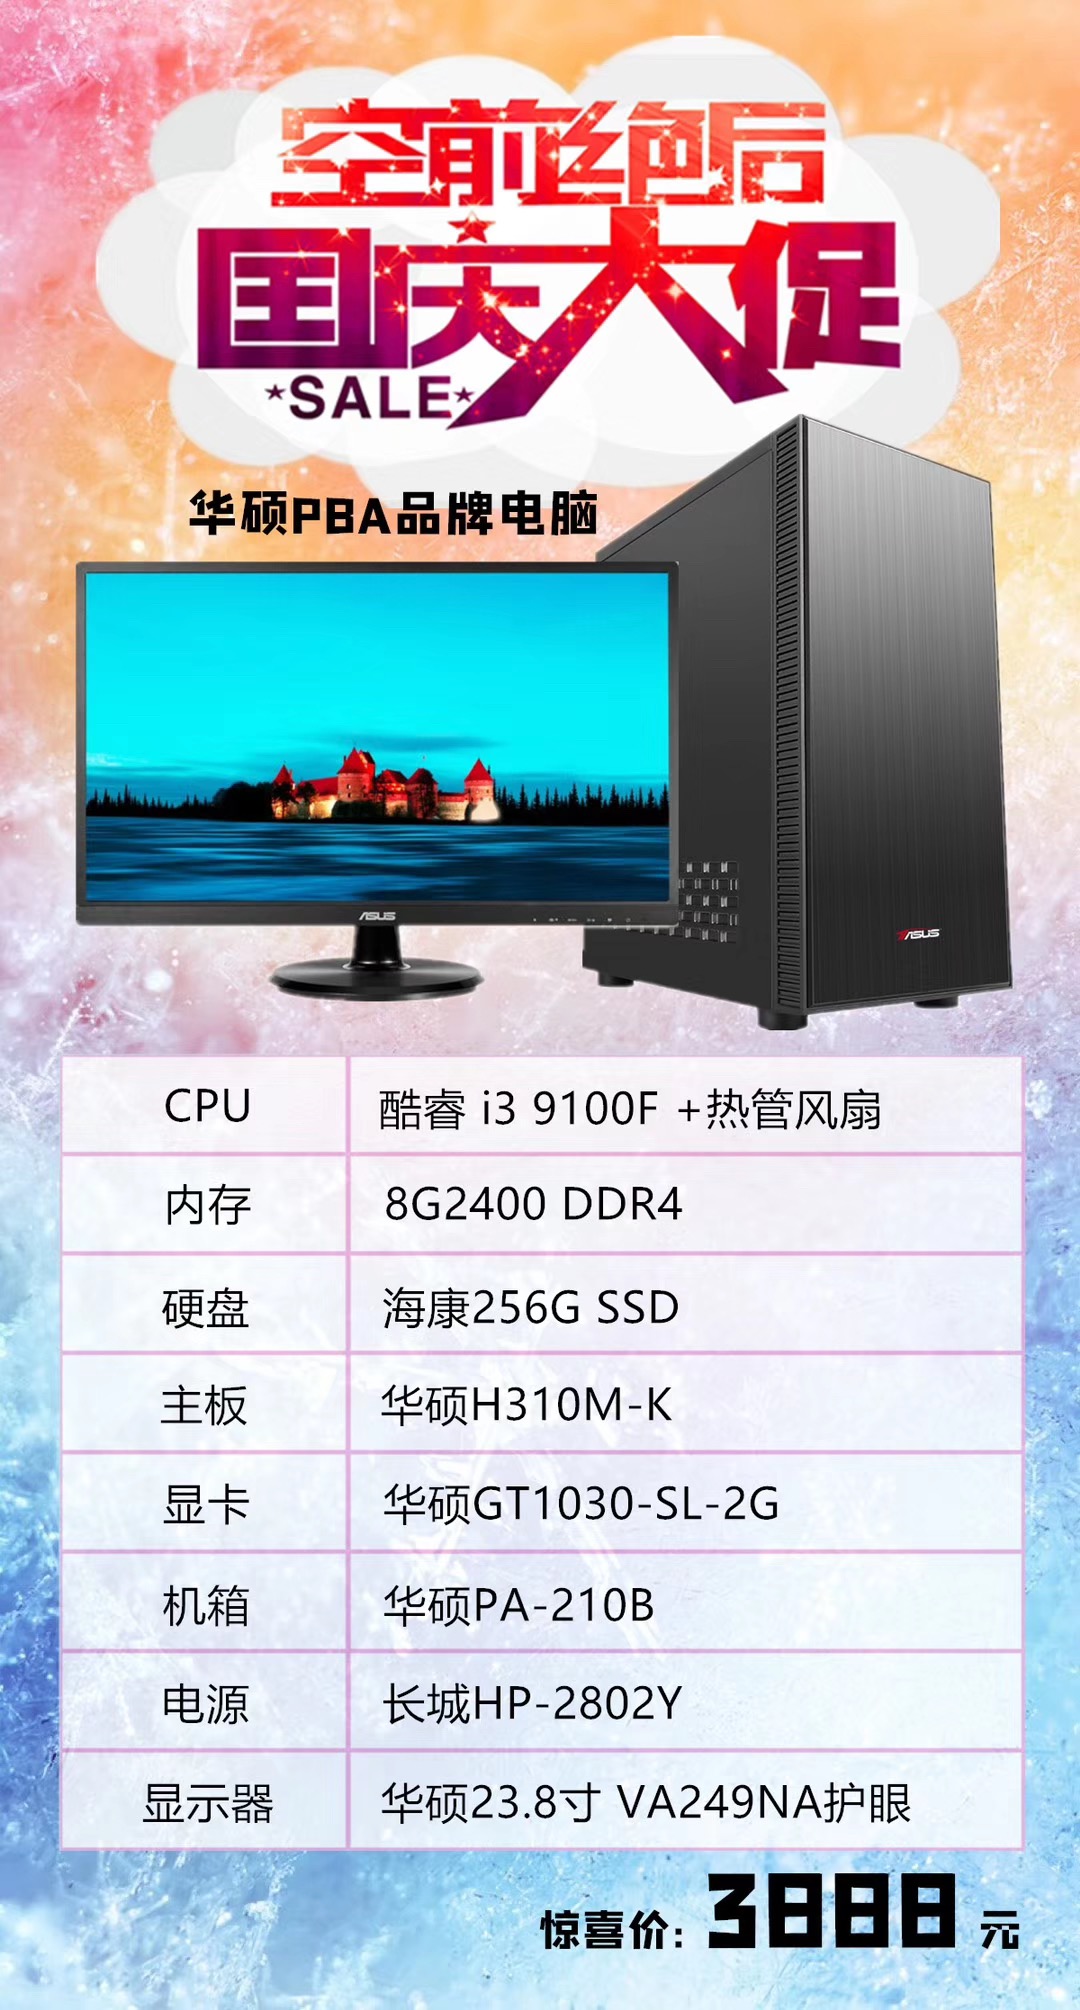 空前绝后
国庆大促
★SALE★
华硕PBA品牌电脑
ASUS
ASUS
CPU 酷睿 i3 9100F +热管风扇
内存 8G2400 DDR4
硬盘 海康256G SSD
主板 华硕H310M-K
显卡 华硕GT1030-SL-2G
机箱 华硕PA-210B
电源 长城HP-2802Y
显示器 华硕23.8寸 VA249NA护眼
惊喜价: 3888 元